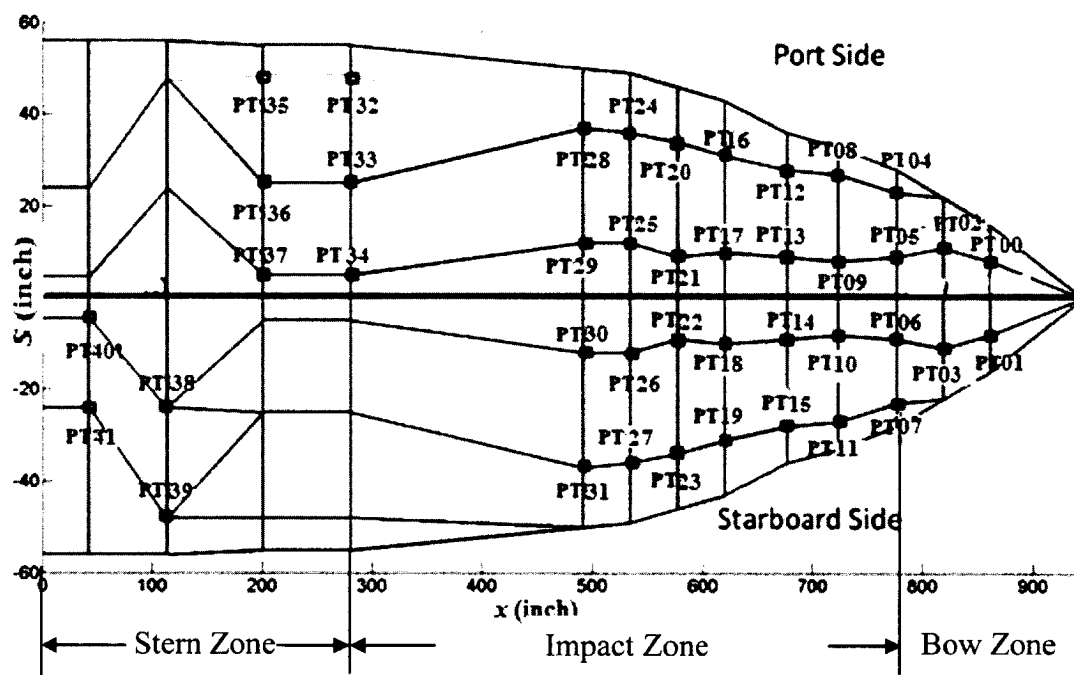 60
Port Side
PT35 PT32 PT24
40
PT33 PT16 PT08 PT04
PT28 PT20 PT12
20
PT36 PT25 PT17 PT13 PT05 PT02
PT37 PT34 PT00
PT29 PT21 PT09
0
S (inch)
PT30 PT22 PT14 PT06
PT40 PT18 PT10 PT03 PT01
-20
PT38 PT26
PT19 PT15
PT41 PT27 PT11 PT07
-40
PT39 PT31 PT23
Starboard Side
-60
0 100 200 300 400 500 600 700 800 900
x (inch)
Stern Zone Impact Zone Bow Zone